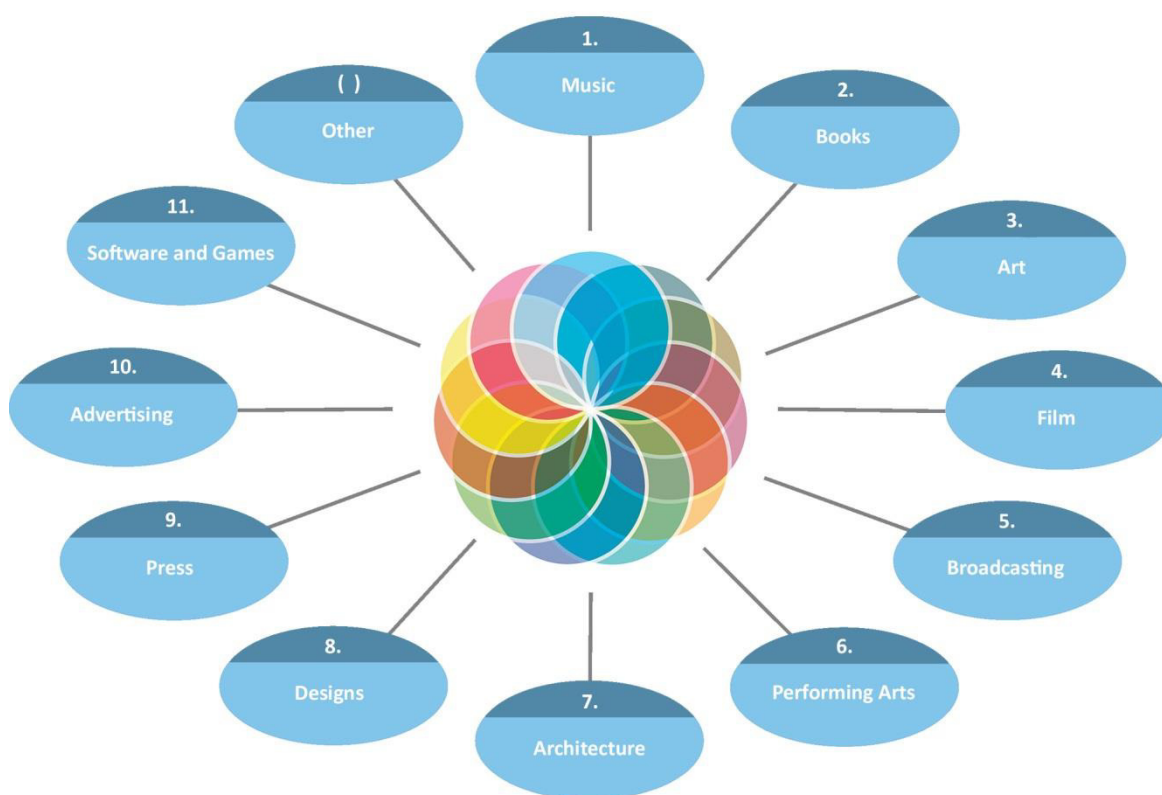 1.
Music
2.
Books
3.
Art
4.
Film
5.
Broadcasting
6.
Performing Arts
7.
Architecture
8.
Designs
9.
Press
10.
Advertising
11.
Software and Games
( )
Other